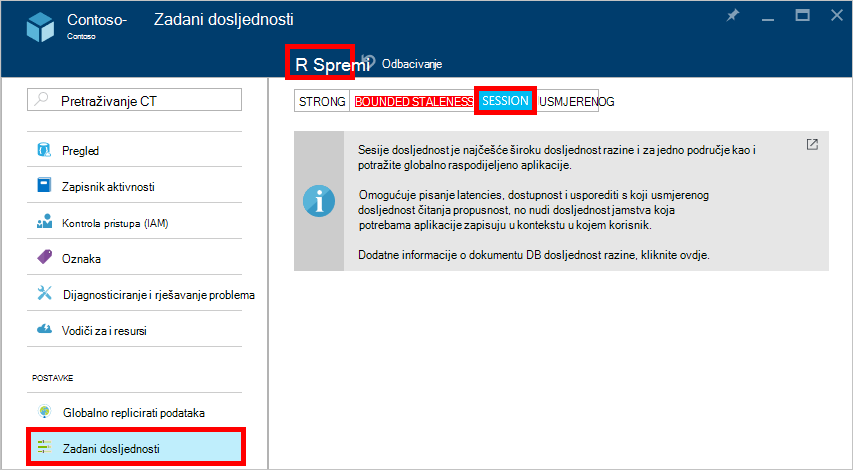 Contoso-
Contoso
Zadani dosljednosti
R Spremi
Odbacivanje
Pretraživanje CT
Pregled
Zapisnik aktivnosti
Kontrola pristupa (IAM)
Oznaka
Dijagnosticiranje i rješavanje problema
Vodiči za i resursi
POSTAVKE
Globalno replicirati podataka
Zadani dosljednosti
STRONG BOUNDED STALENESS SESSION USMJERENOG
Sesije dosljednost je najčešće široku dosljednost razine i za jedno područje kao i
potražite globalno raspodijeljeno aplikacije.
Omogućuje pisanje latencies, dostupnost i usporediti s koji usmjerenog
dosljednost čitanja propusnost, no nudi dosljednost jamstva koja
potrebama aplikacije zapisuju u kontekstu u kojem korisnik.
Dodatne informacije o dokumentu DB dosljednost razine, kliknite ovdje.